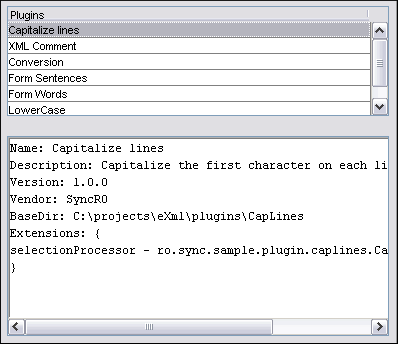 Plugins
Capitalize lines
XML Comment
Conversion
Form Sentences
Form Words
LowerCase
Name: Capitalize lines
Description: Capitalize the first character on each li
Version: 1.0.0
Vendor: SyncRO
BaseDir: C:\projects\eXml\plugins\CapLines
Extensions: {
selectionProcessor - ro.sync.sample.plugin.caplines.Ca
}